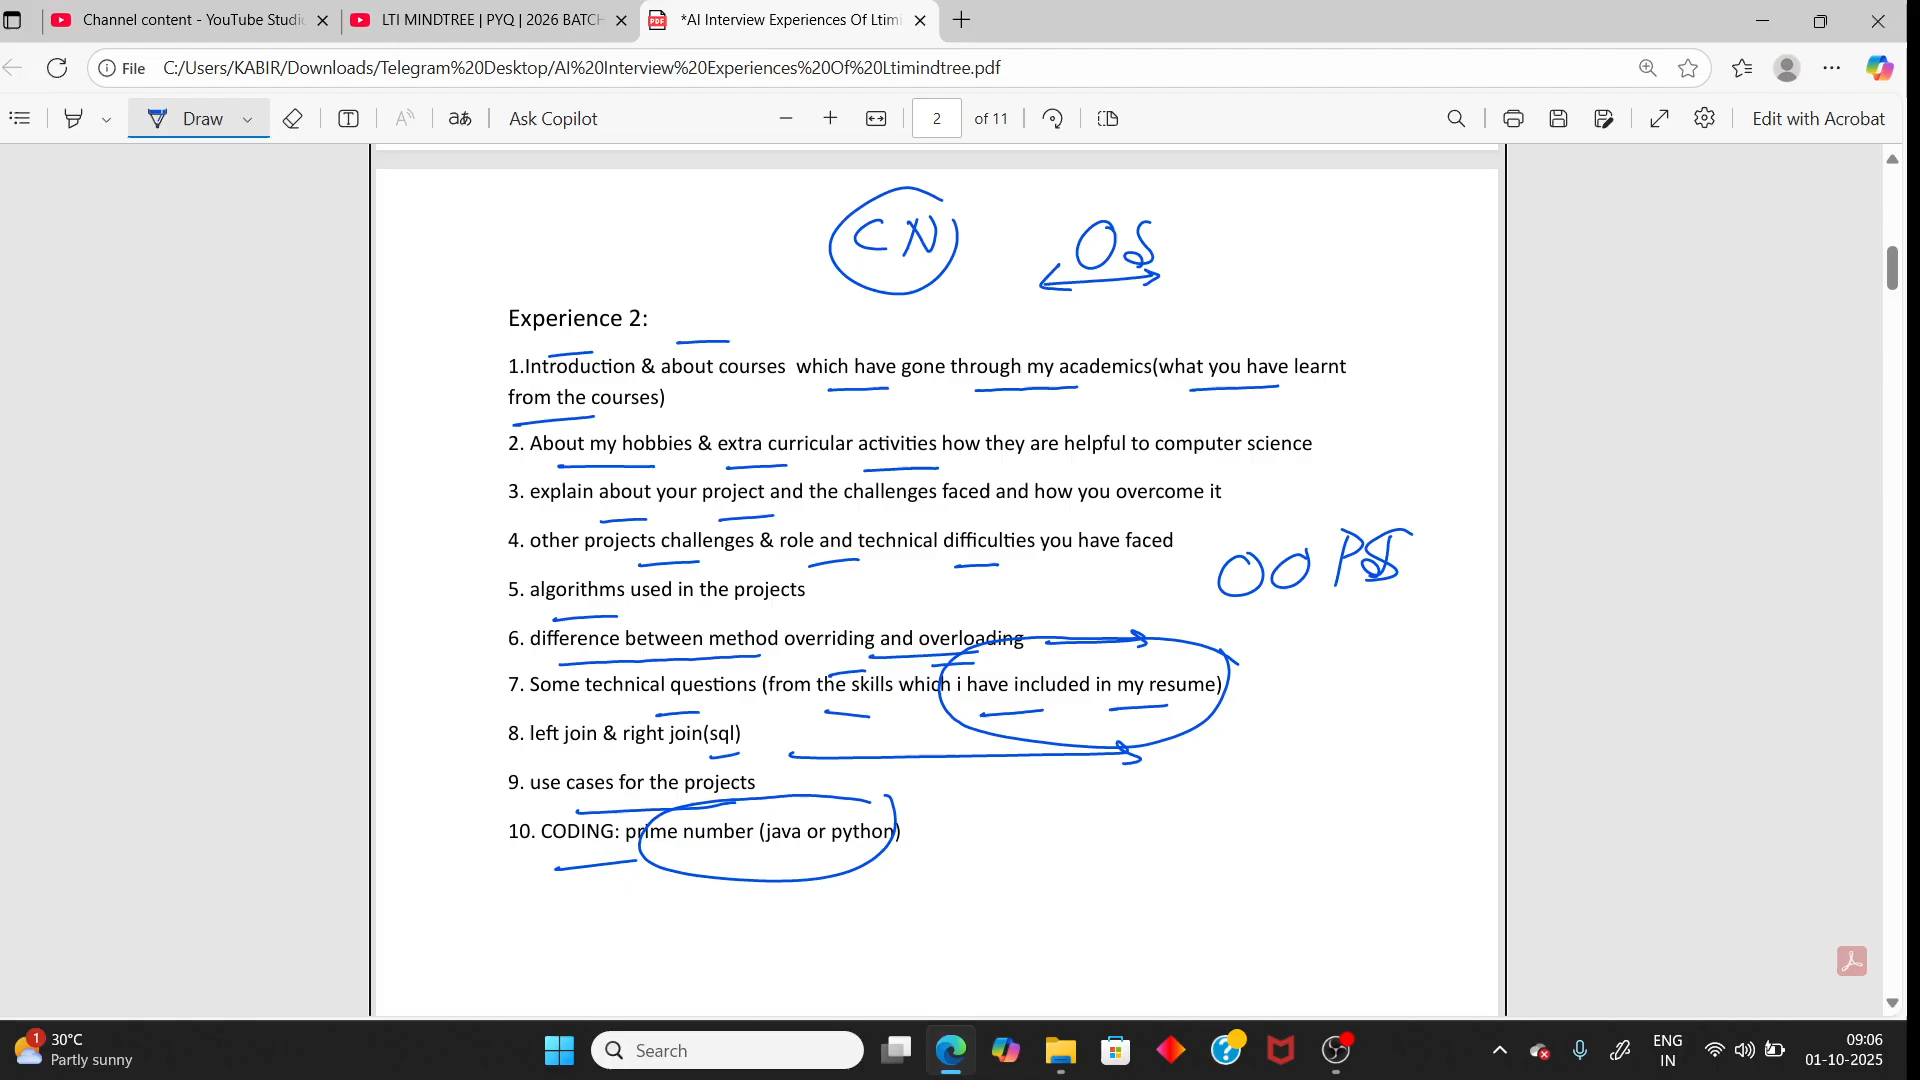 Channel content - YouTube Studi
LTI MINDTREE | PYQ | 2026 BATCH
*AI Interview Experiences Of Ltimi
File
C:/Users/KABIR/Downloads/Telegram%20Desktop/AI%20Interview%20Experiences%20Of%20Ltimindtree.pdf
Draw
Ask Copilot
2 of 11
Edit with Acrobat
CN OS
Experience 2:
1.Introduction & about courses which have gone through my academics(what you have learnt
from the courses)
2. About my hobbies & extra curricular activities how they are helpful to computer science
3. explain about your project and the challenges faced and how you overcome it
4. other projects challenges & role and technical difficulties you have faced
OOPS
5. algorithms used in the projects
6. difference between method overriding and overloading
7. Some technical questions (from the skills which i have included in my resume)
8. left join & right join(sql)
9. use cases for the projects
10. CODING: prime number (java or python)
1
30°C
Partly sunny
Search
ENG
IN
09:06
01-10-2025